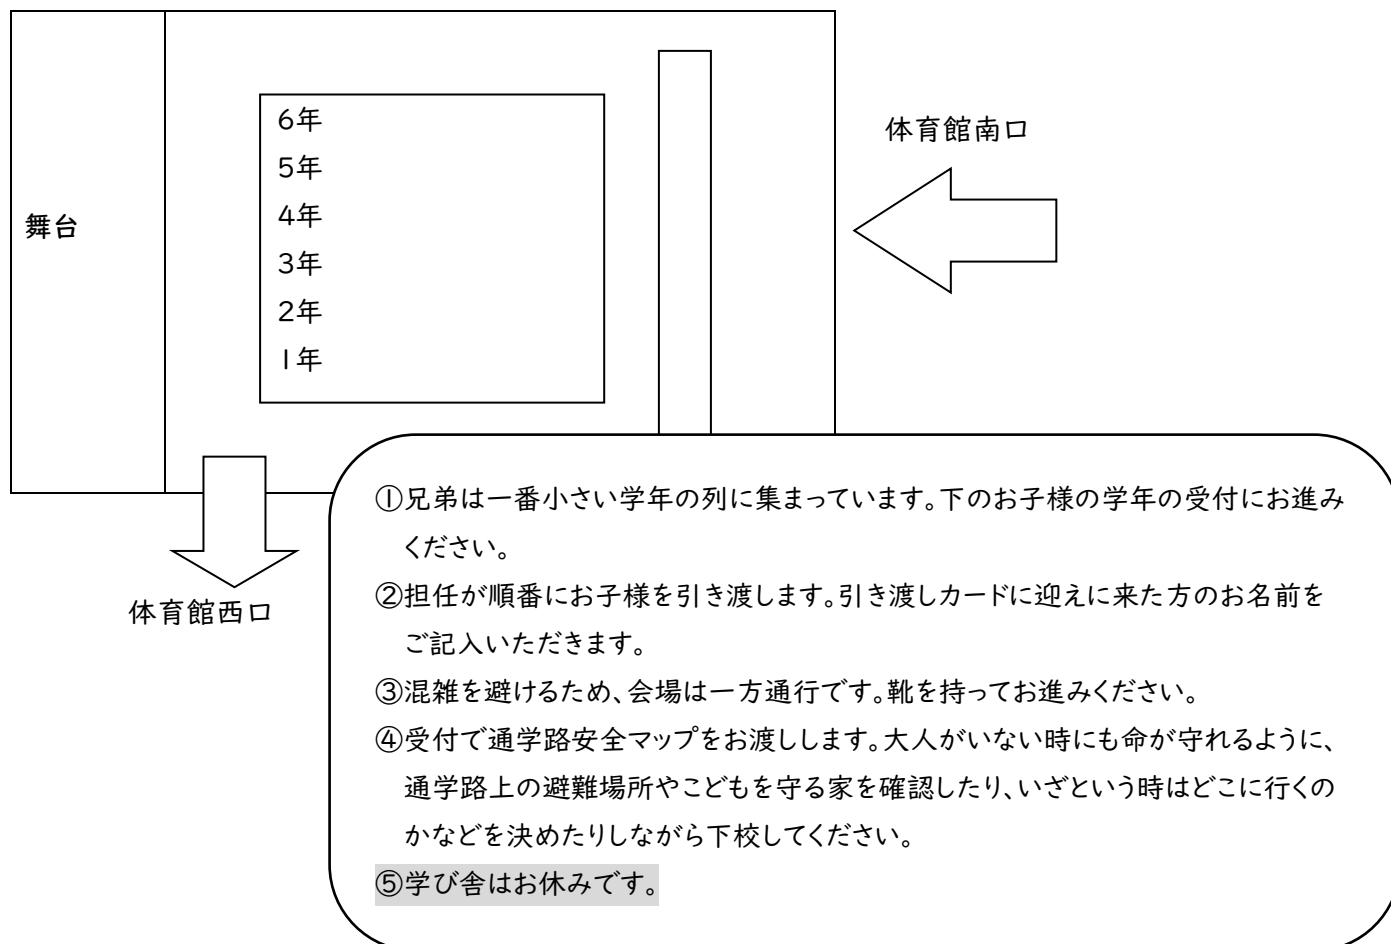 6年
5年
4年
3年
2年
1年
舞台
体育館南口
体育館西口
①兄弟は一番小さい学年の列に集まっています。下のお子様の学年の受付にお進み
ください。
②担任が順番にお子様を引き渡します。引き渡しカードに迎えに来た方のお名前を
ご記入いただきます。
③混雑を避けるため、会場は一方通行です。靴を持ってお進みください。
④受付で通学路安全マップをお渡しします。大人がいない時にも命が守れるように、
通学路上の避難場所やこどもを守る家を確認したり、いざという時はどこに行くの
かなどを決めたりしながら下校してください。
⑤学び舎はお休みです。